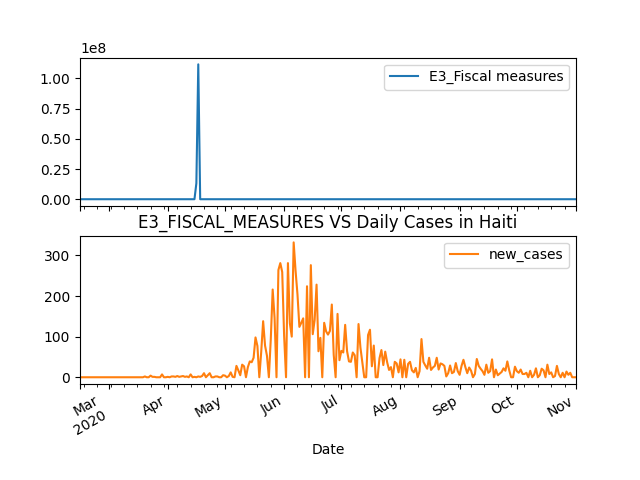 1e8
E3_Fiscal measures
1.00
0.75
0.50
0.25
0.00
E3_FISCAL_MEASURES VS Daily Cases in Haiti
new_cases
300
200
100
0
Mar
2020
Apr
May
Jun
Jul
Aug
Sep
Oct
Nov
Date